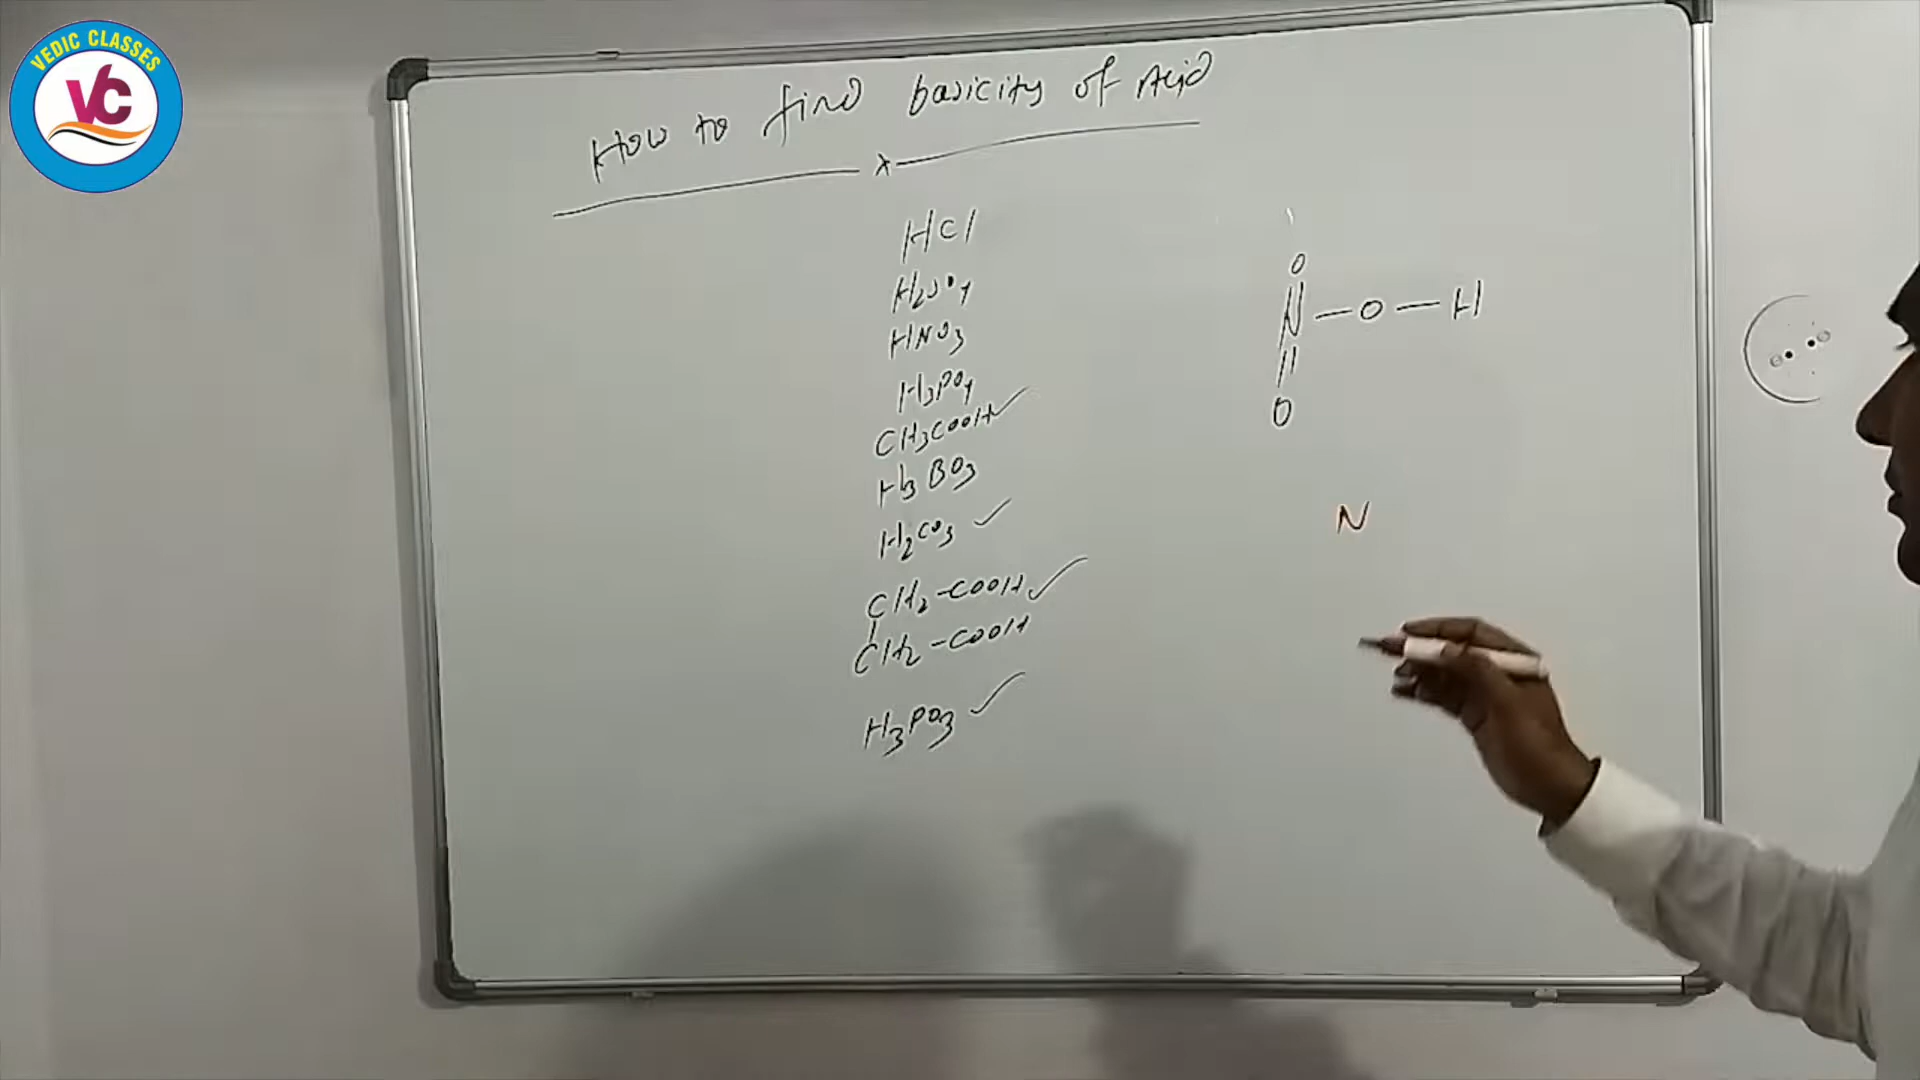 VEDIC CLASSES
VC
How to find basicity of Acid
x
HCl
H2SO4
HNO3
H3PO4
CH3COOH ✓
H3BO3
H2CO3 ✓
CH2-COOH ✓
CH2-COOH
H3PO3 ✓
O
N — O — H
O
N